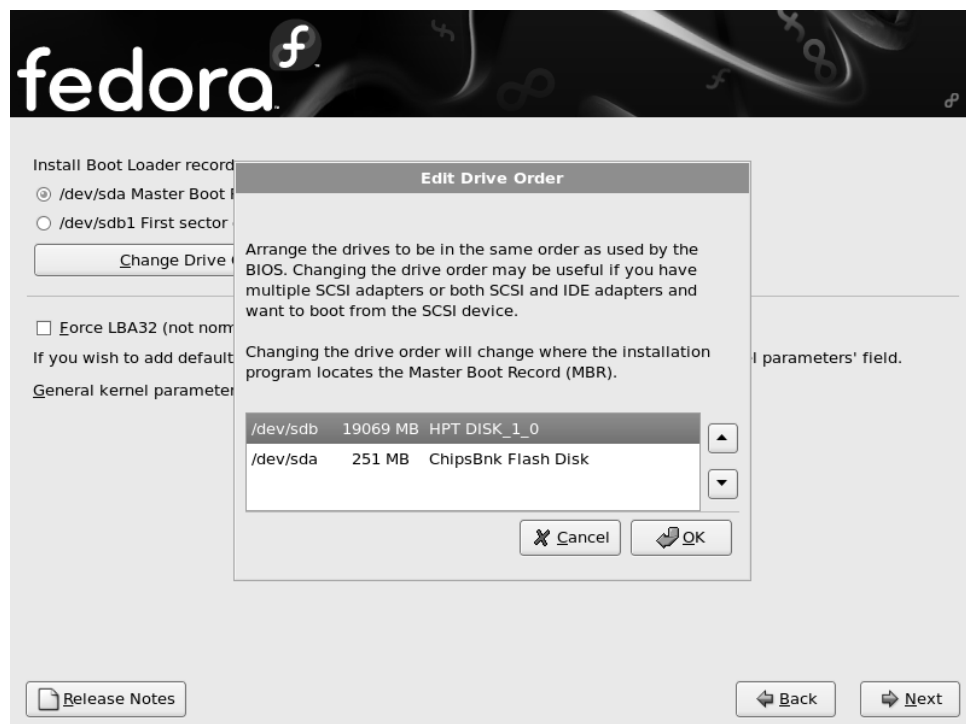 fedora
Install Boot Loader record
/dev/sda Master Boot
/dev/sdb1 First sector
Change Drive
Force LBA32 (not norm
If you wish to add default
l parameters' field.
General kernel parameter
Edit Drive Order
Arrange the drives to be in the same order as used by the
BIOS. Changing the drive order may be useful if you have
multiple SCSI adapters or both SCSI and IDE adapters and
want to boot from the SCSI device.
Changing the drive order will change where the installation
program locates the Master Boot Record (MBR).
/dev/sdb 19069 MB HPT DISK_1_0
/dev/sda 251 MB ChipsBnk Flash Disk
Cancel
OK
Release Notes
Back
Next